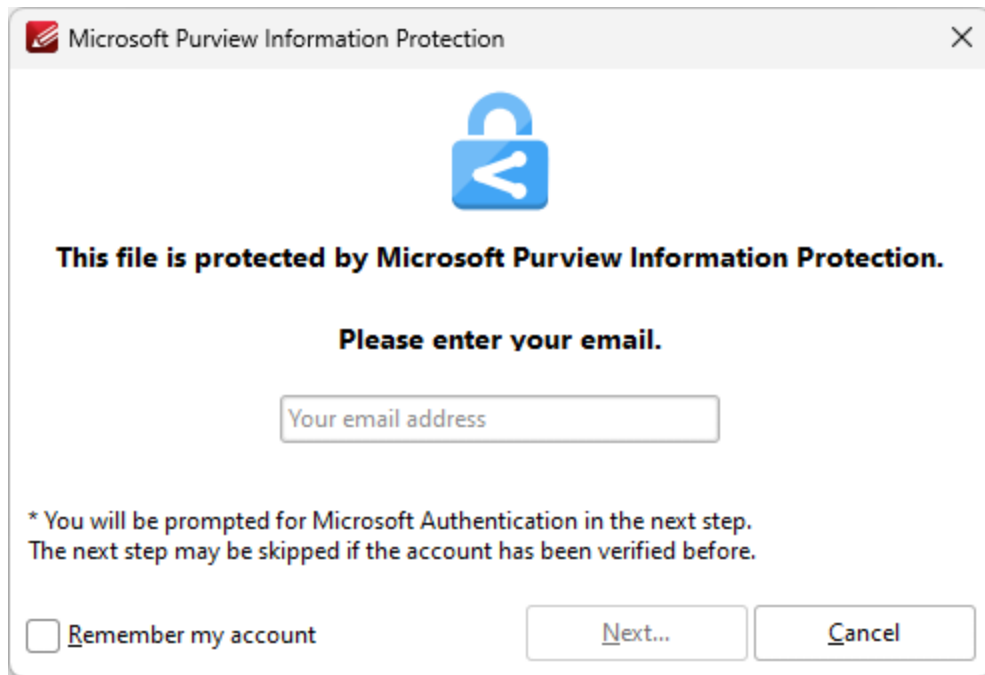 Microsoft Purview Information Protection
This file is protected by Microsoft Purview Information Protection.
Please enter your email.
Your email address
* You will be prompted for Microsoft Authentication in the next step.
The next step may be skipped if the account has been verified before.
Remember my account
Next...
Cancel